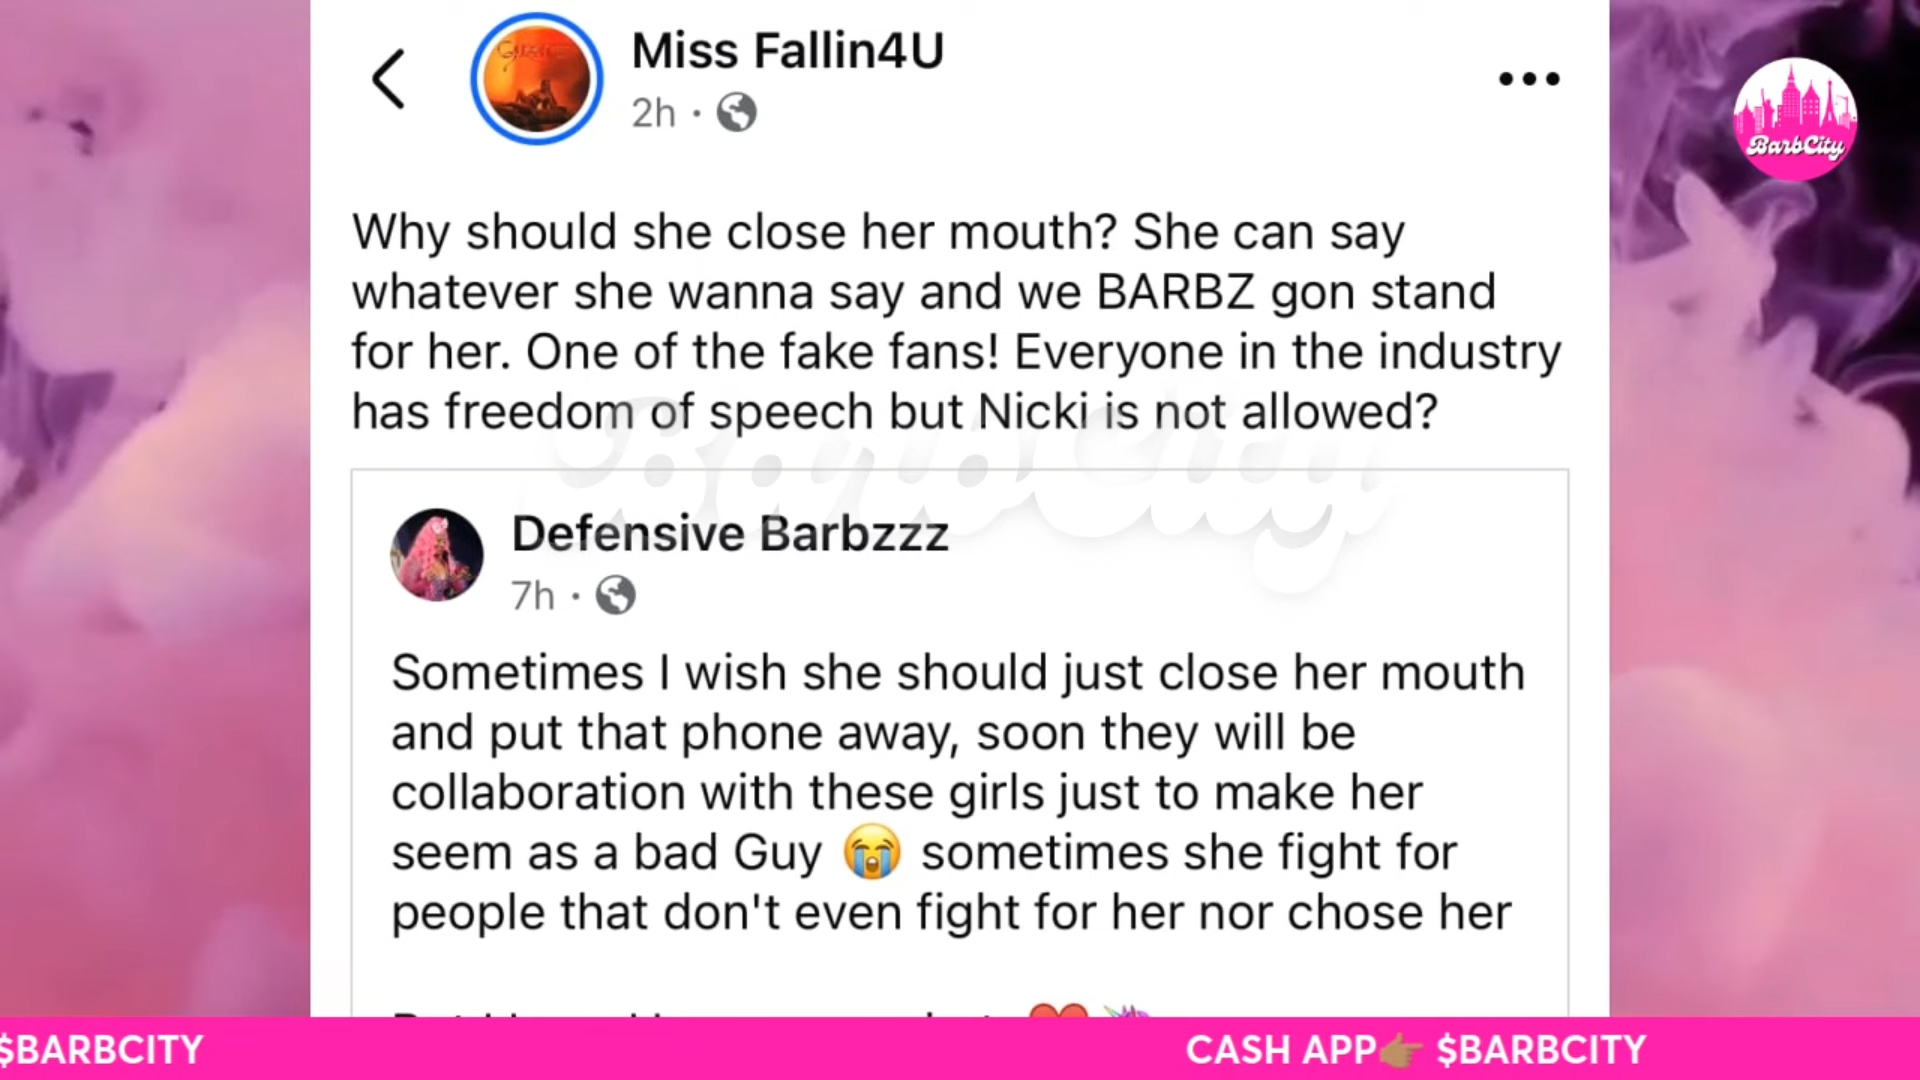 Miss Fallin4U
2h ·
BarbCity
Why should she close her mouth? She can say
whatever she wanna say and we BARBZ gon stand
for her. One of the fake fans! Everyone in the industry
has freedom of speech but Nicki is not allowed?
BarbCity
Defensive Barbzzz
7h ·
Sometimes I wish she should just close her mouth
and put that phone away, soon they will be
collaboration with these girls just to make her
seem as a bad Guy 😭 sometimes she fight for
people that don't even fight for her nor chose her
$BARBCITY
CASH APP👉🏽 $BARBCITY